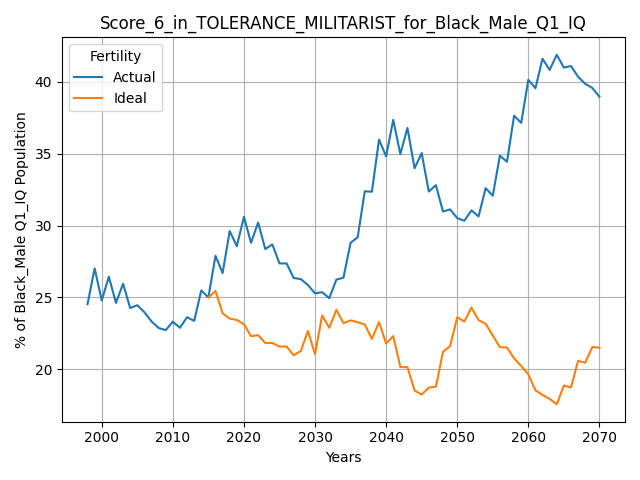 Score_6_in_TOLERANCE_MILITARIST_for_Black_Male_Q1_IQ
Fertility
Actual
Ideal
% of Black_Male Q1_IQ Population
40
35
30
25
20
2000 2010 2020 2030 2040 2050 2060 2070
Years